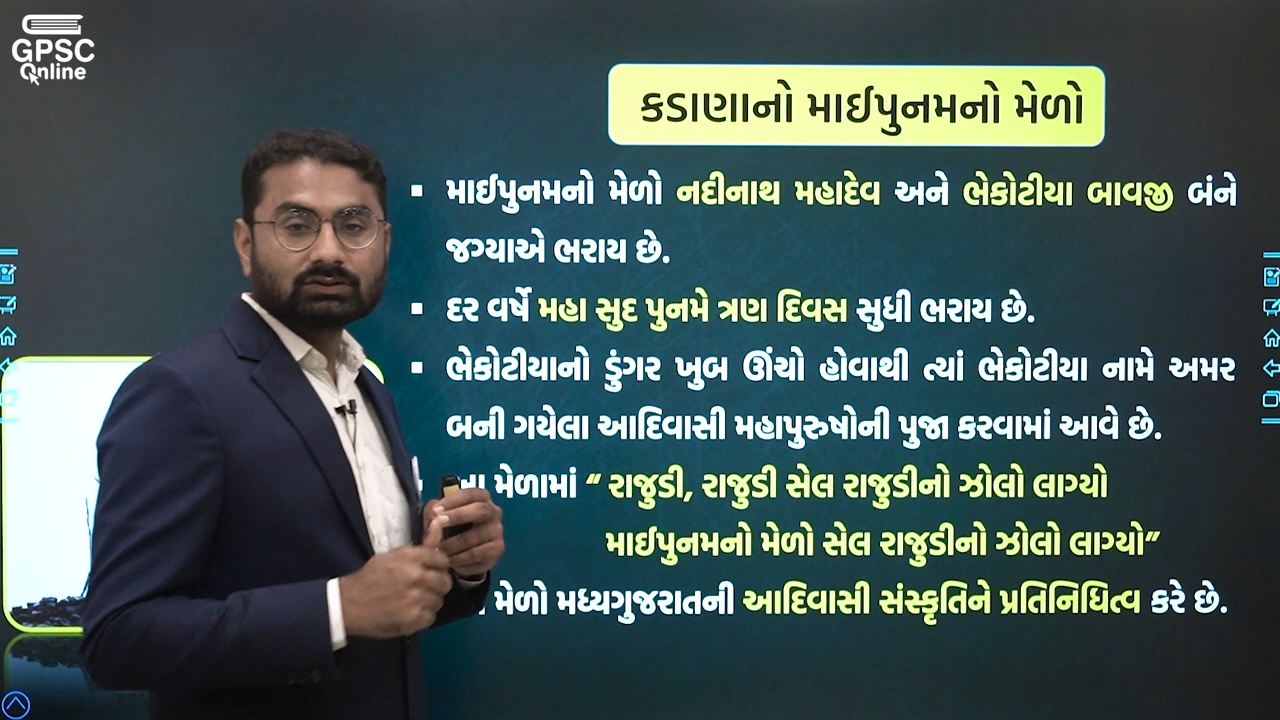 GPSC
Online
કડાણાનો માઈપુનમનો મેળો
▪ માઈપુનમનો મેળો નદીનાથ મહાદેવ અને ભેકોટીયા બાવજી બંને
જગ્યાએ ભરાય છે.
▪ દર વર્ષે મહા સુદ પુનમે ત્રણ દિવસ સુધી ભરાય છે.
▪ ભેકોટીયાનો ડુંગર ખુબ ઊંચો હોવાથી ત્યાં ભેકોટીયા નામે અમર
બની ગયેલા આદિવાસી મહાપુરુષોની પુજા કરવામાં આવે છે.
મેળામાં “ રાજુડી, રાજુડી સેલ રાજુડીનો ઝોલો લાગ્યો
માઈપુનમનો મેળો સેલ રાજુડીનો ઝોલો લાગ્યો”
મેળો મધ્યગુજરાતની આદિવાસી સંસ્કૃતિને પ્રતિનિધિત્વ કરે છે.